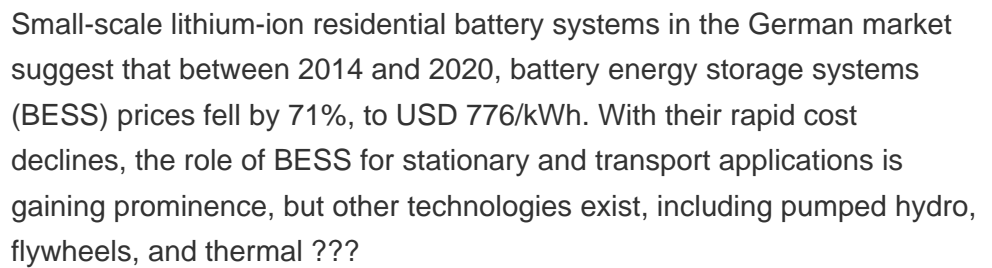 Small-scale lithium-ion residential battery systems in the German market
suggest that between 2014 and 2020, battery energy storage systems
(BESS) prices fell by 71%, to USD 776/kWh. With their rapid cost
declines, the role of BESS for stationary and transport applications is
gaining prominence, but other technologies exist, including pumped hydro,
flywheels, and thermal ???